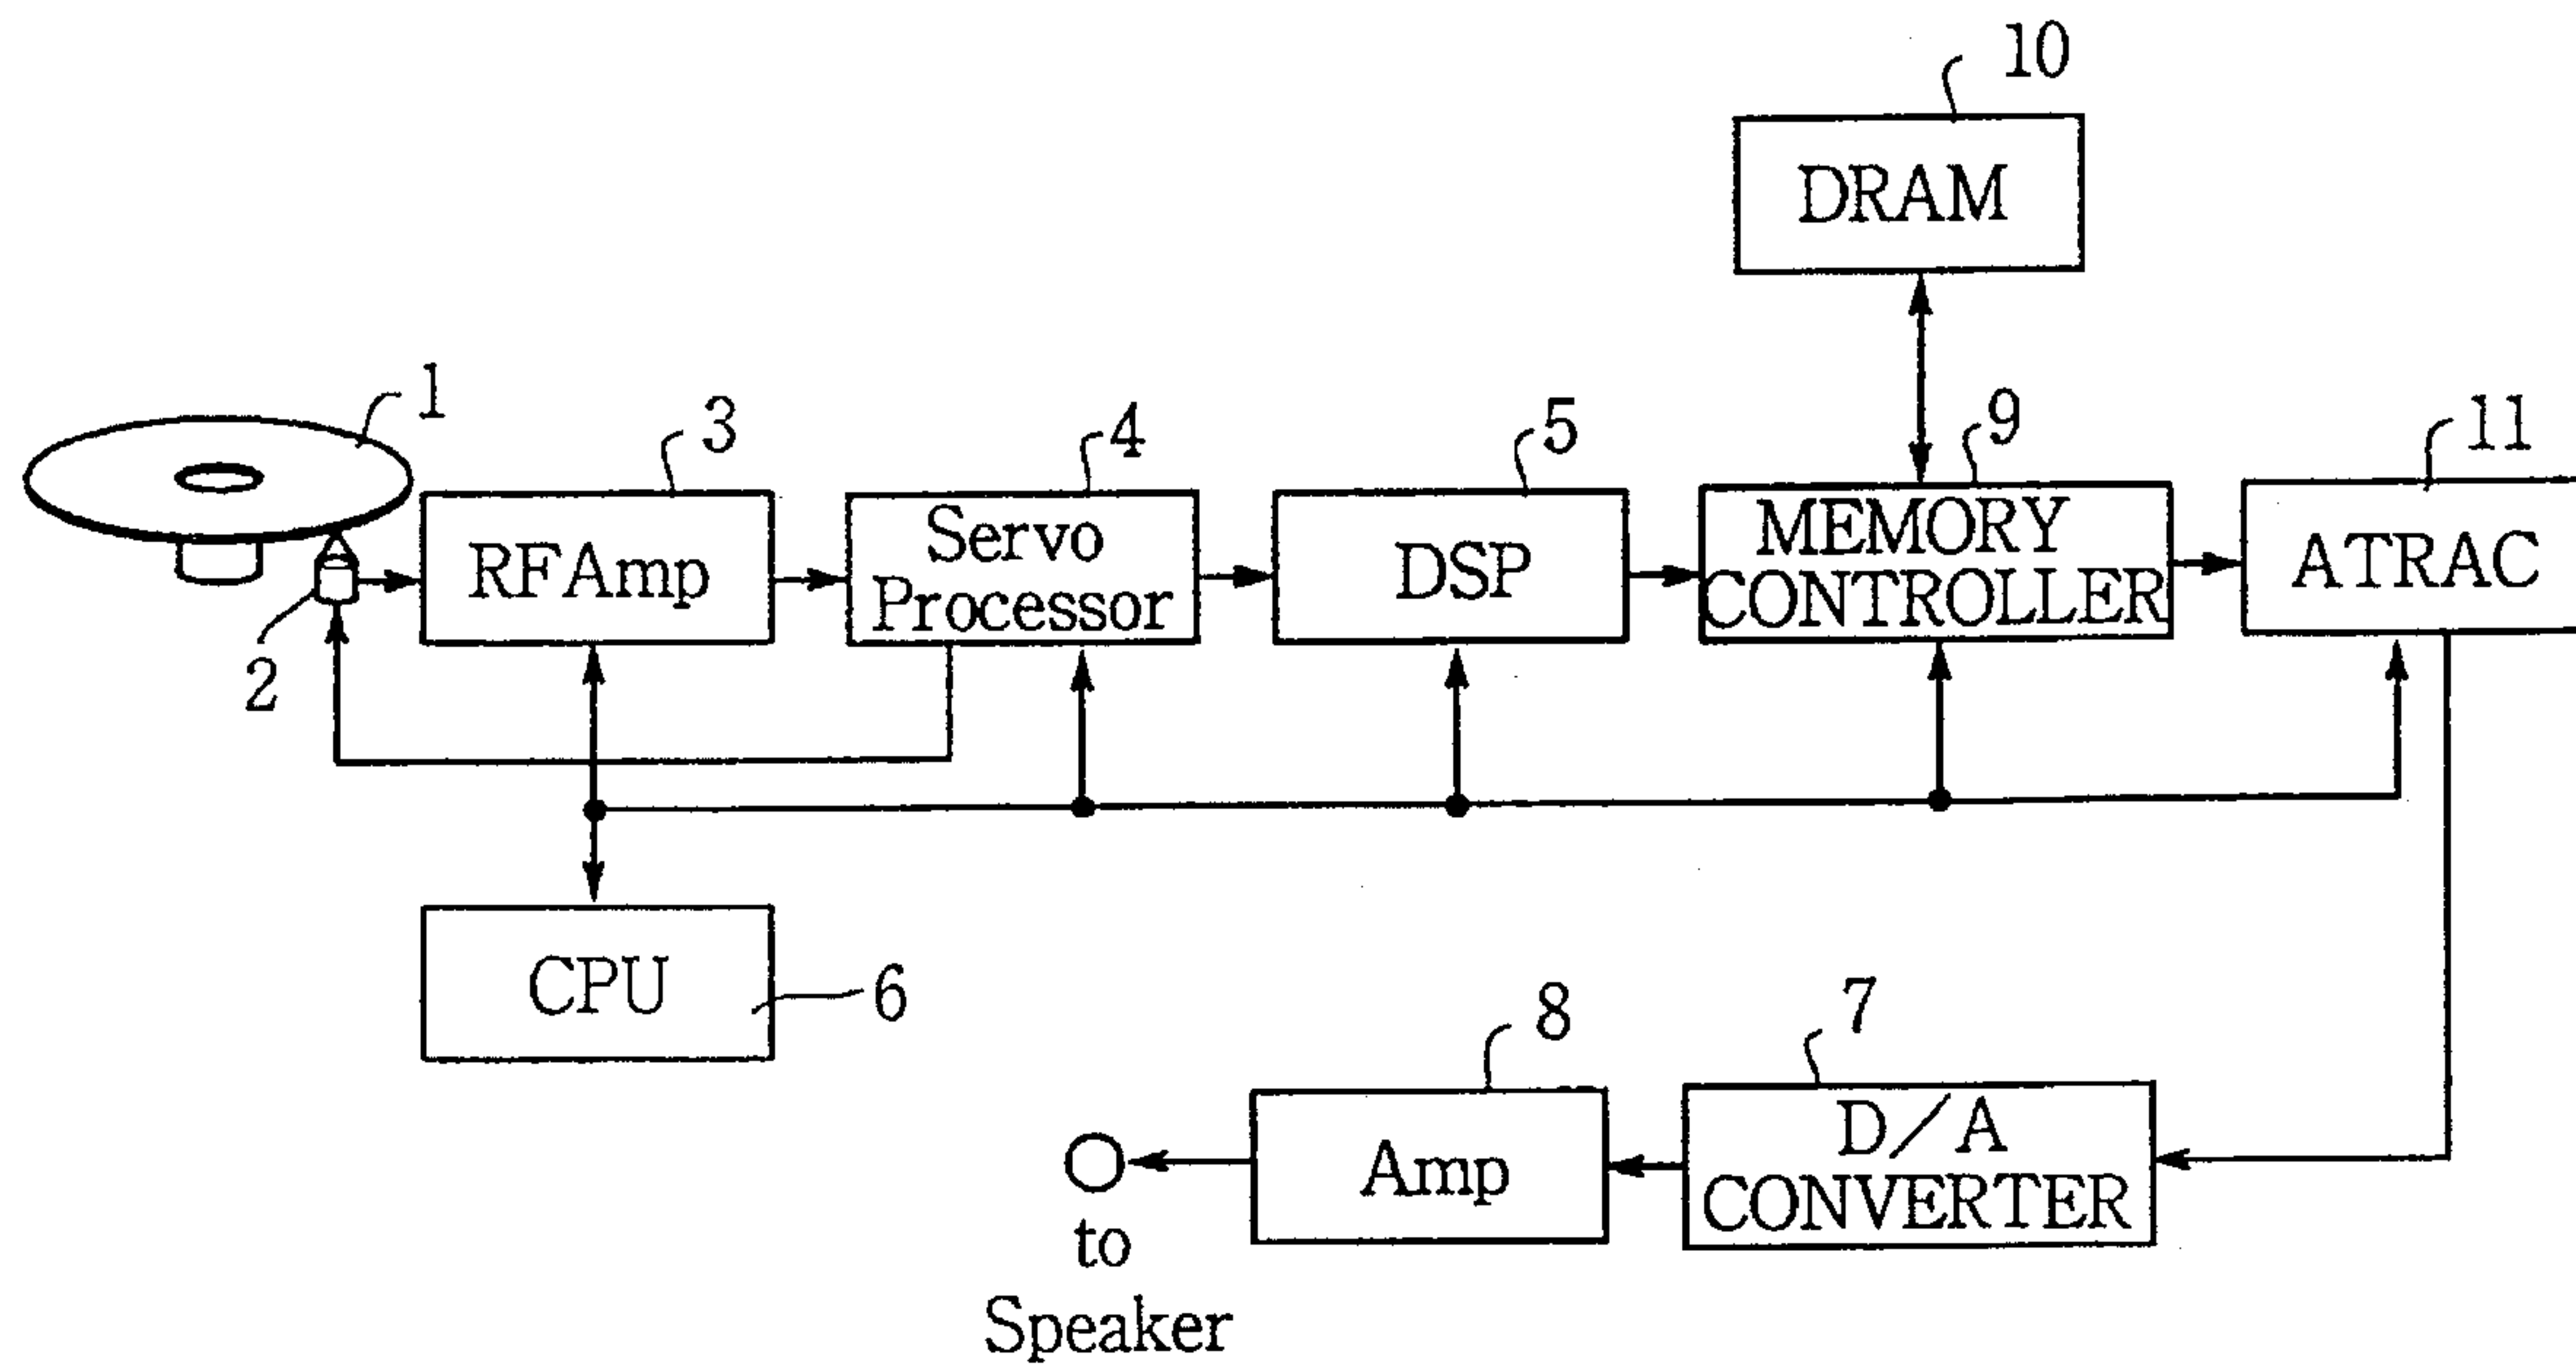 10
DRAM
1
3
4
5
9
11
RFAmp
Servo
Processor
DSP
MEMORY
CONTROLLER
ATRAC
2
CPU
6
8
7
Amp
D/A
CONVERTER
to
Speaker